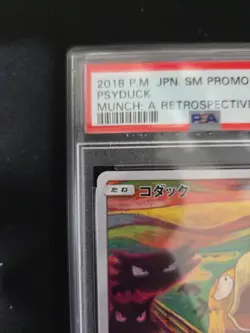 2018 P.M. JPN. SM PROMO
PSYDUCK
MUNCH: A RETROSPECTIVE
PSA
たね コダック